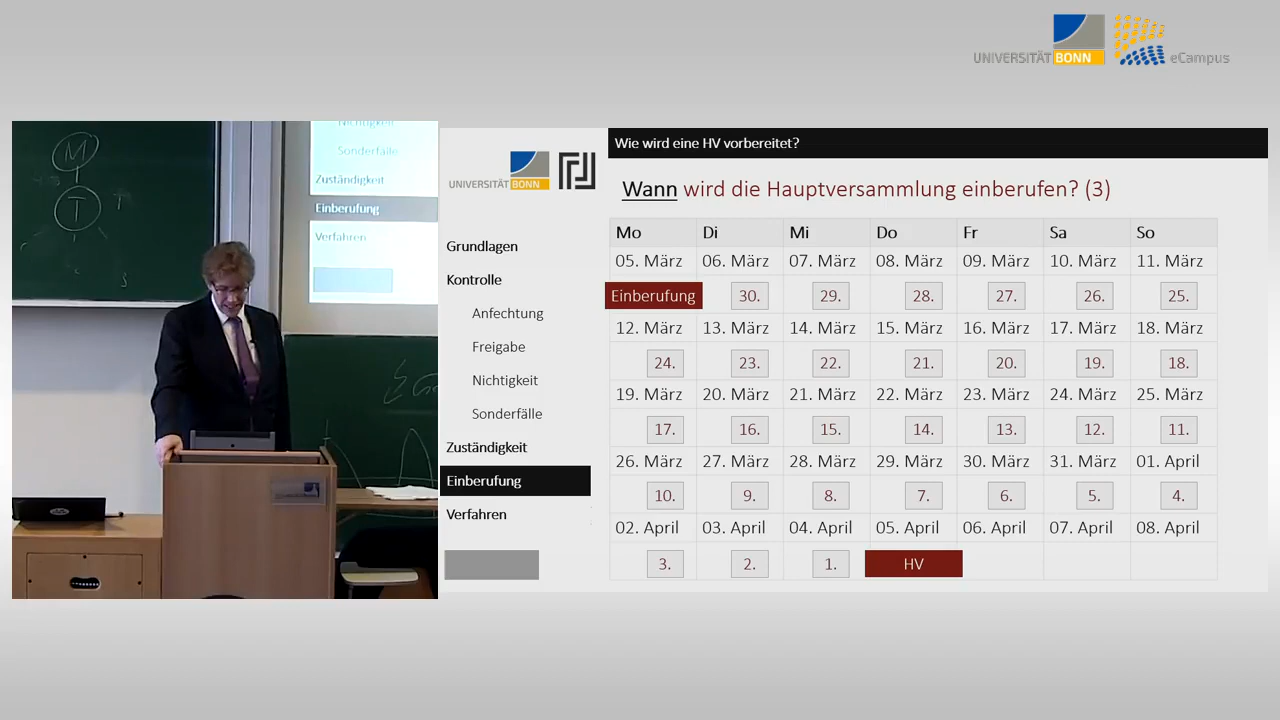 UNIVERSITÄT BONN eCampus
M
T
T
Sonderfälle
Zuständigkeit
Einberufung
Verfahren
UNIVERSITÄT BONN
Grundlagen
Kontrolle
Anfechtung
Freigabe
Nichtigkeit
Sonderfälle
Zuständigkeit
Einberufung
Verfahren
Wie wird eine HV vorbereitet?
Wann wird die Hauptversammlung einberufen? (3)
Mo Di Mi Do Fr Sa So
05. März 06. März 07. März 08. März 09. März 10. März 11. März
Einberufung 30. 29. 28. 27. 26. 25.
12. März 13. März 14. März 15. März 16. März 17. März 18. März
24. 23. 22. 21. 20. 19. 18.
19. März 20. März 21. März 22. März 23. März 24. März 25. März
17. 16. 15. 14. 13. 12. 11.
26. März 27. März 28. März 29. März 30. März 31. März 01. April
10. 9. 8. 7. 6. 5. 4.
02. April 03. April 04. April 05. April 06. April 07. April 08. April
3. 2. 1. HV